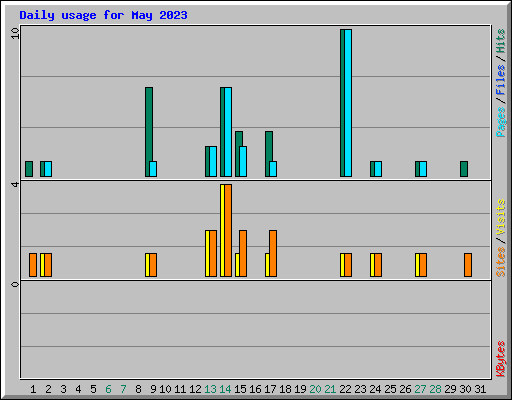 Daily usage for May 2023
10
4
0
Pages / Files / Hits
Sites / Visits
KBytes
1 2 3 4 5 6 7 8 9 10 11 12 13 14 15 16 17 18 19 20 21 22 23 24 25 26 27 28 29 30 31